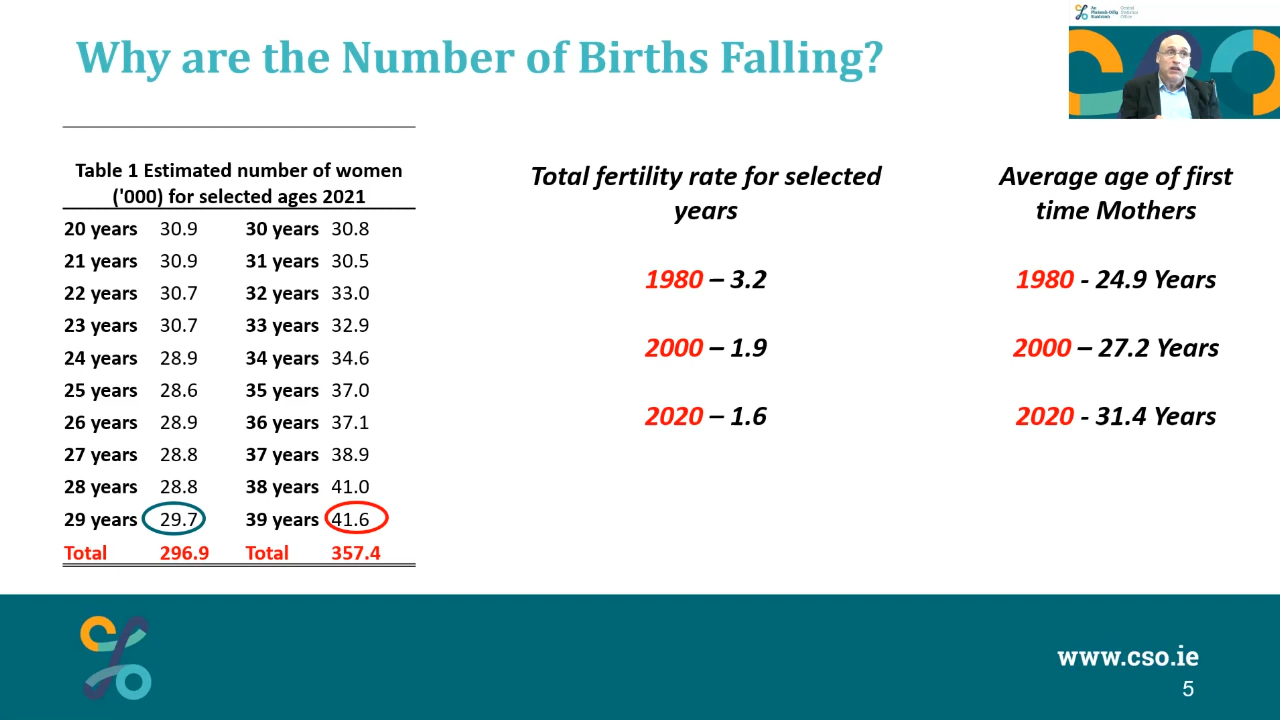 Why are the Number of Births Falling?
An Phríomh-Oifig Staidrimh
Central Statistics Office
Table 1 Estimated number of women
('000) for selected ages 2021
20 years 30.9 30 years 30.8
21 years 30.9 31 years 30.5
22 years 30.7 32 years 33.0
23 years 30.7 33 years 32.9
24 years 28.9 34 years 34.6
25 years 28.6 35 years 37.0
26 years 28.9 36 years 37.1
27 years 28.8 37 years 38.9
28 years 28.8 38 years 41.0
29 years 29.7 39 years 41.6
Total 296.9 Total 357.4
Total fertility rate for selected
years
1980 – 3.2
2000 – 1.9
2020 – 1.6
Average age of first
time Mothers
1980 - 24.9 Years
2000 – 27.2 Years
2020 - 31.4 Years
www.cso.ie
5